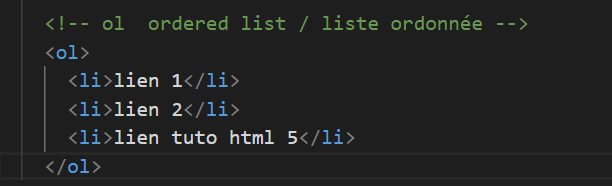 <!-- ol  ordered list / liste ordonnée -->
<ol>
<li>lien 1</li>
<li>lien 2</li>
<li>lien tuto html 5</li>
</ol>